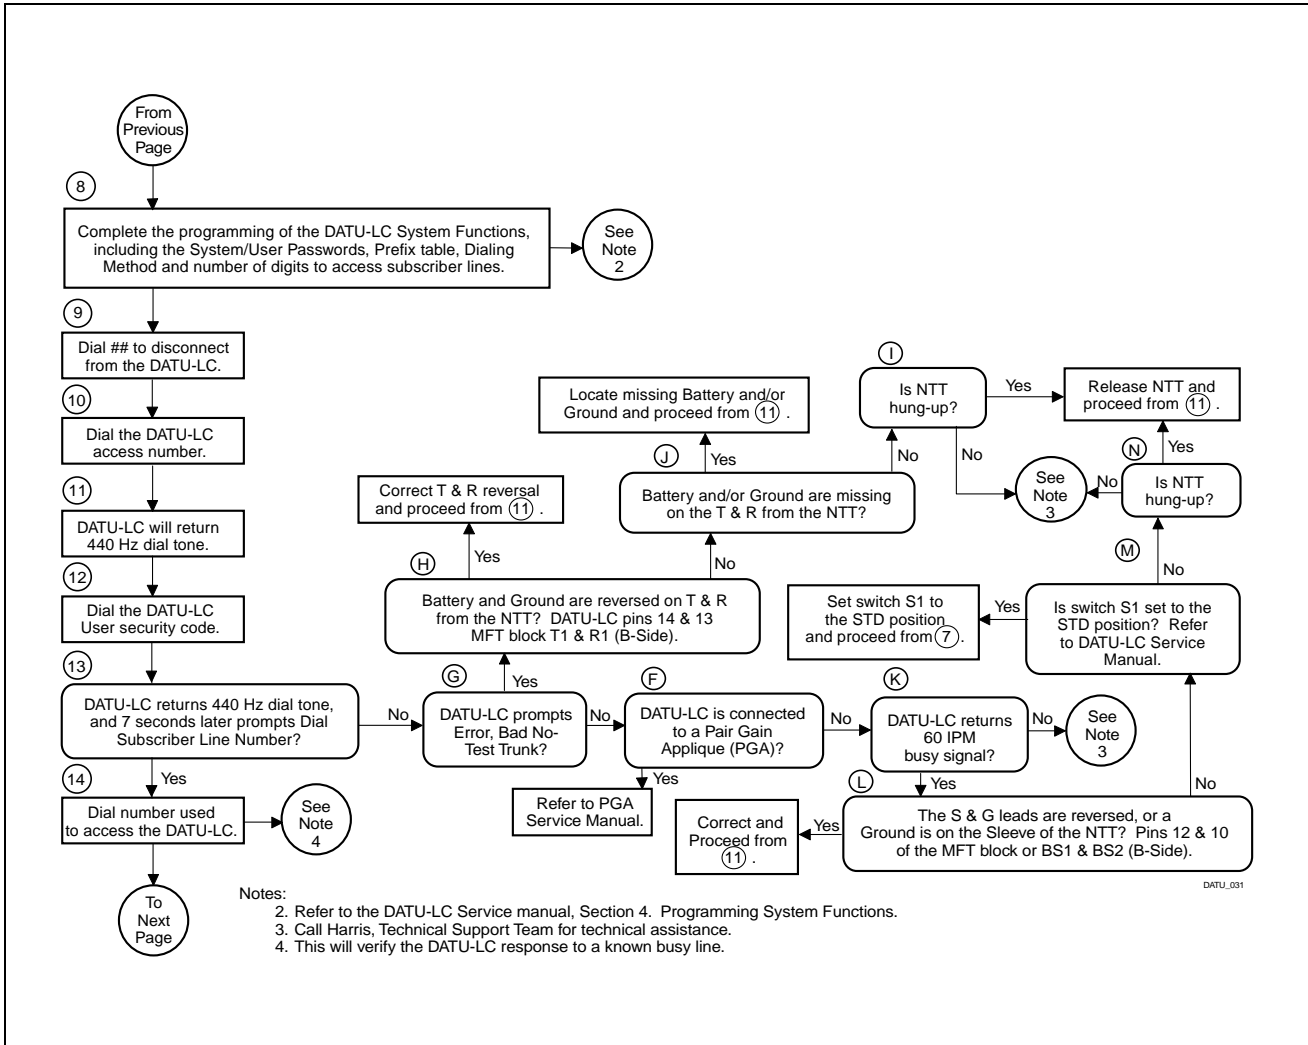 From
Previous
Page
8
Complete the programming of the DATU-LC System Functions,
including the System/User Passwords, Prefix table, Dialing
Method and number of digits to access subscriber lines.
See
Note
2
9
Dial ## to disconnect
from the DATU-LC.
10
Dial the DATU-LC
access number.
11
DATU-LC will return
440 Hz dial tone.
12
Dial the DATU-LC
User security code.
13
DATU-LC returns 440 Hz dial tone,
and 7 seconds later prompts Dial
Subscriber Line Number?
No
Yes
14
Dial number used
to access the DATU-LC.
See
Note
4
To
Next
Page
G
DATU-LC prompts
Error, Bad No-
Test Trunk?
Yes
No
H
Battery and Ground are reversed on T & R
from the NTT?  DATU-LC pins 14 & 13
MFT block T1 & R1 (B-Side).
Yes
No
Correct T & R reversal
and proceed from 11 .
J
Battery and/or Ground are missing
on the T & R from the NTT?
Yes
No
Locate missing Battery and/or
Ground and proceed from 11 .
I
Is NTT
hung-up?
Yes
No
Release NTT and
proceed from 11 .
See
Note
3
F
DATU-LC is connected
to a Pair Gain
Applique (PGA)?
Yes
No
Refer to PGA
Service Manual.
K
DATU-LC returns
60 IPM
busy signal?
No
Yes
See
Note
3
L
The S & G leads are reversed, or a
Ground is on the Sleeve of the NTT?  Pins 12 & 10
of the MFT block or BS1 & BS2 (B-Side).
Yes
No
Correct and
Proceed from
11 .
M
Is switch S1 set to the
STD position?  Refer
to DATU-LC Service
Manual.
Yes
No
Set switch S1 to
the STD position
and proceed from 7 .
N
Is NTT
hung-up?
Yes
No
DATU_031
Notes:
2. Refer to the DATU-LC Service manual, Section 4.  Programming System Functions.
3. Call Harris, Technical Support Team for technical assistance.
4. This will verify the DATU-LC response to a known busy line.